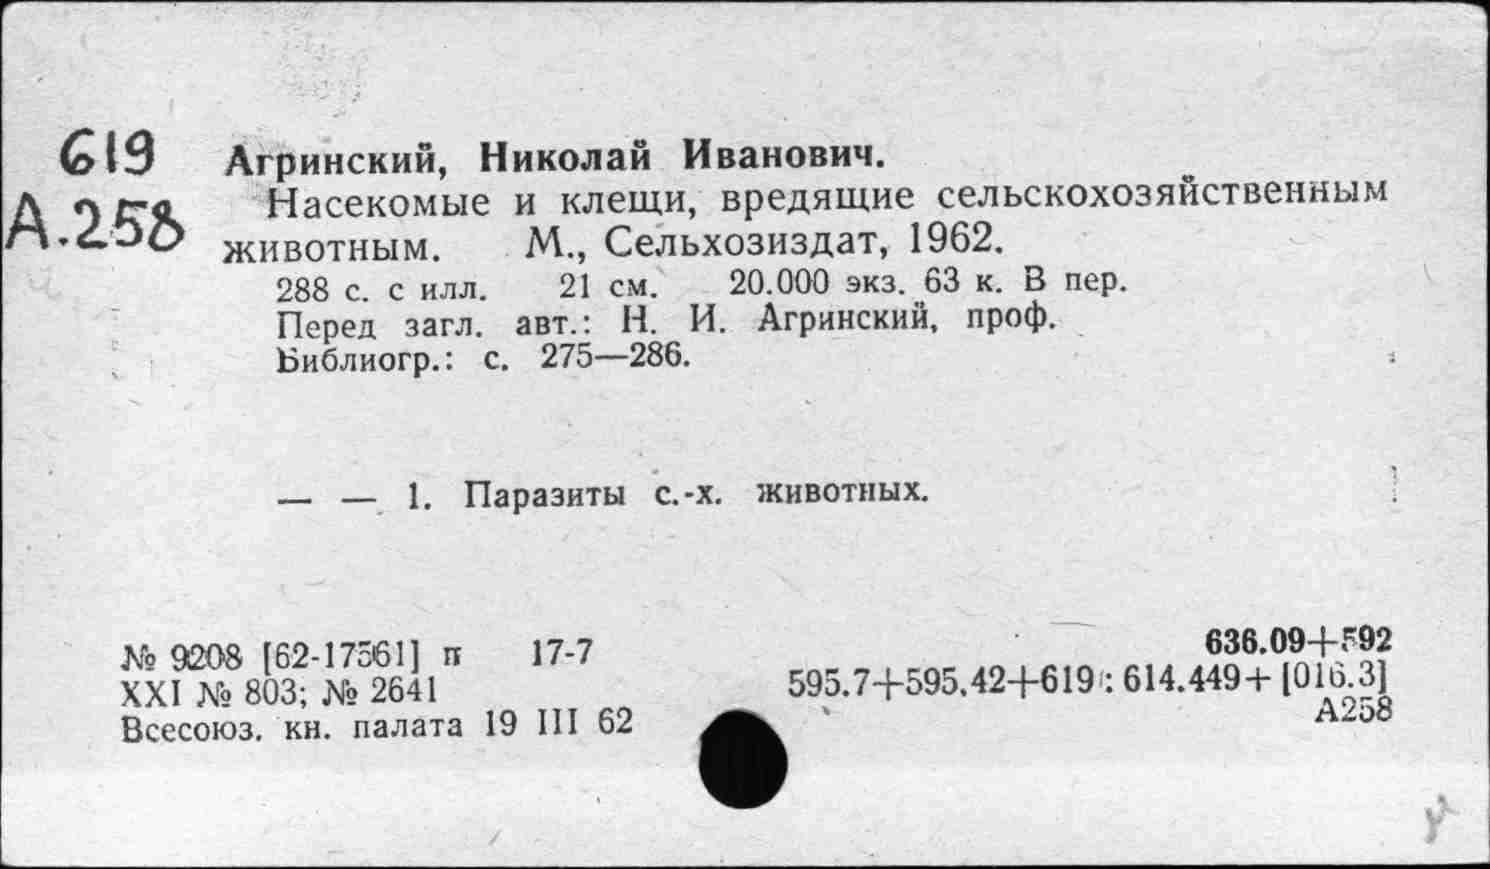 619
А.258
Агринский, Николай Иванович.
Насекомые и клещи, вредящие сельскохозяйственным
животным. М., Сельхозиздат, 1962.
288 с. с илл. 21 см. 20.000 экз. 63 к. В пер.
Перед загл. авт.: Н. И. Агринский, проф.
Библиогр.: с. 275—286.
— — 1. Паразиты с.-х. животных.
№ 9208 [62-17561] п 17-7
XXI № 803; № 2641
Всесоюз. кн. палата 19 III 62
636.09+592
595.7+595.42+619 : 614.449+ [016.3]
А258